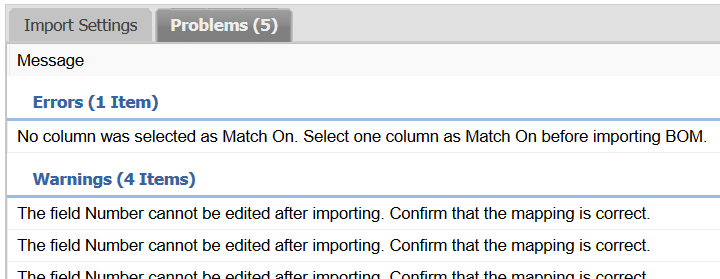 Import Settings Problems (5)
Message
Errors (1 Item)
No column was selected as Match On. Select one column as Match On before importing BOM.
Warnings (4 Items)
The field Number cannot be edited after importing. Confirm that the mapping is correct.
The field Number cannot be edited after importing. Confirm that the mapping is correct.
The field Number cannot be edited after importing. Confirm that the mapping is correct.